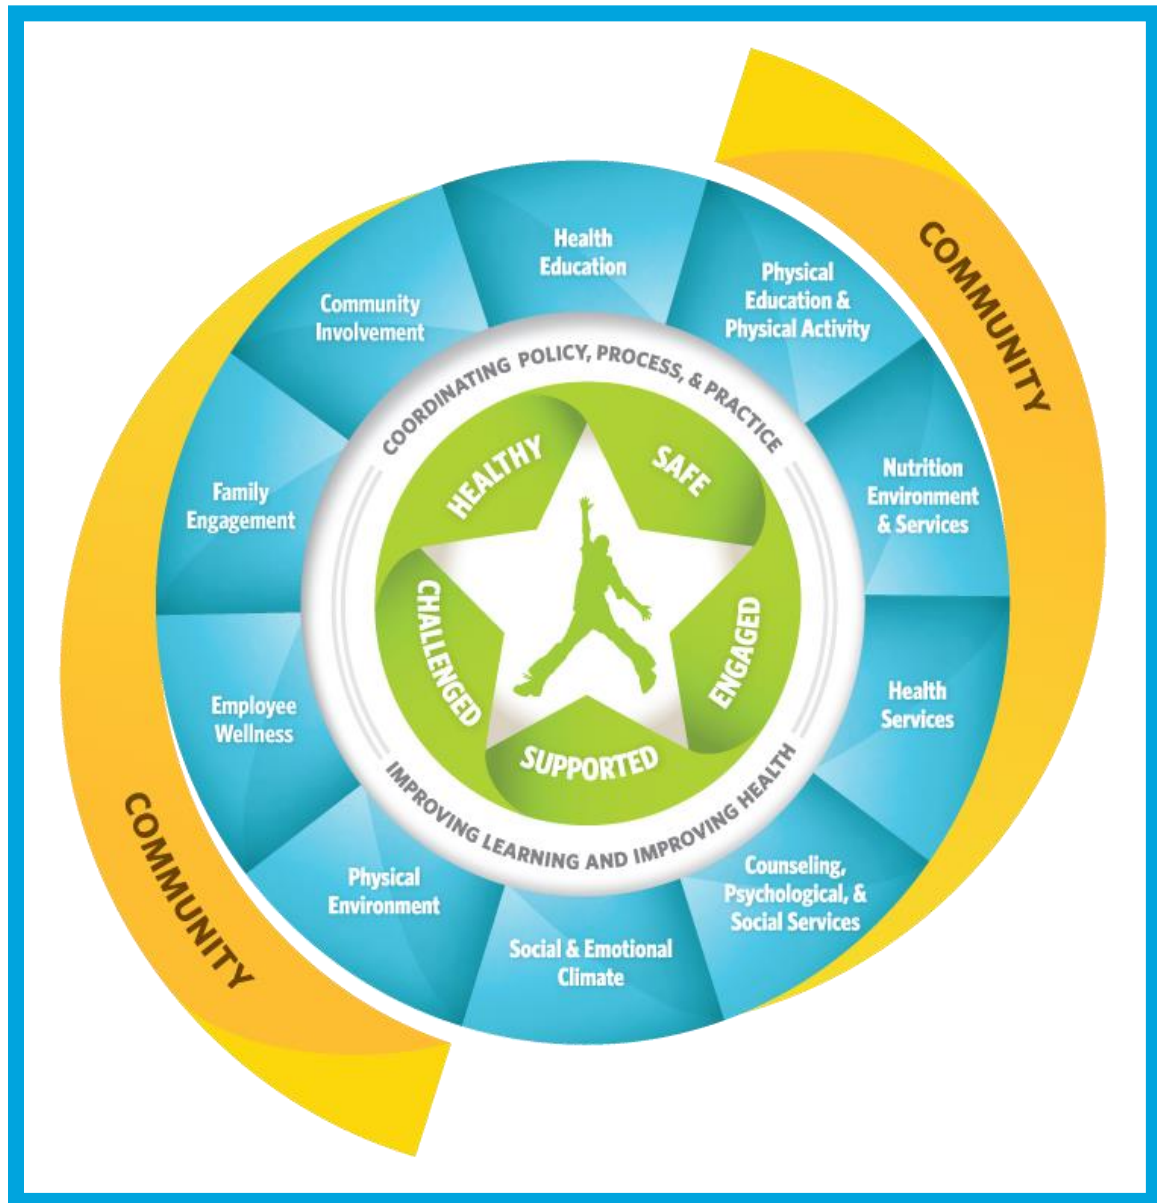 COMMUNITY
Health
Education
Physical
Education &
Physical Activity
Nutrition
Environment
& Services
Health
Services
Counseling,
Psychological, &
Social Services
Social & Emotional
Climate
Physical
Environment
Employee
Wellness
Family
Engagement
Community
Involvement
COORDINATING POLICY, PROCESS, & PRACTICE
IMPROVING LEARNING AND IMPROVING HEALTH
HEALTHY
SAFE
ENGAGED
SUPPORTED
CHALLENGED
COMMUNITY